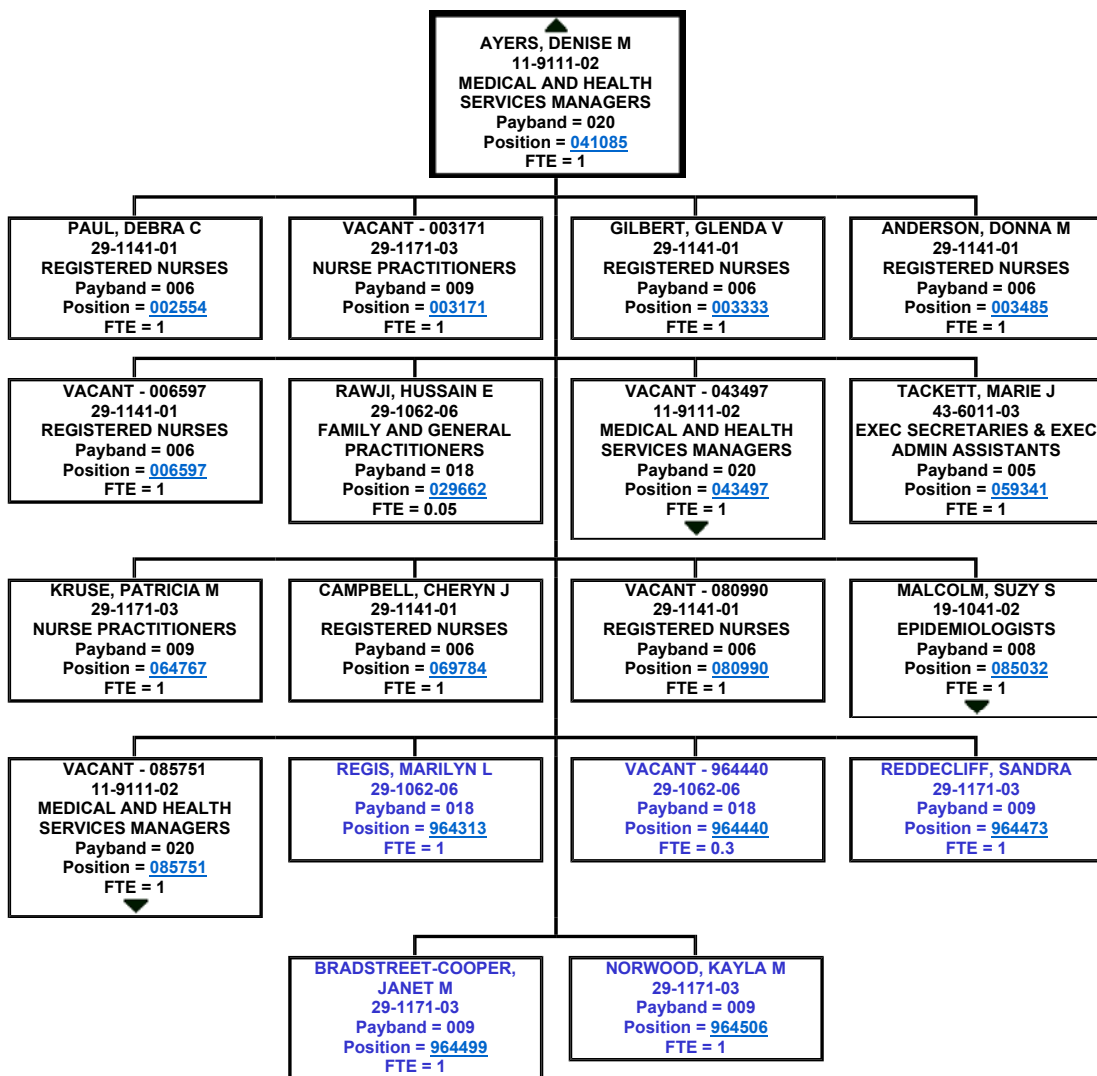 AYERS, DENISE M
11-9111-02
MEDICAL AND HEALTH
SERVICES MANAGERS
Payband = 020
Position = 041085
FTE = 1
PAUL, DEBRA C
29-1141-01
REGISTERED NURSES
Payband = 006
Position = 002554
FTE = 1
VACANT - 003171
29-1171-03
NURSE PRACTITIONERS
Payband = 009
Position = 003171
FTE = 1
GILBERT, GLENDA V
29-1141-01
REGISTERED NURSES
Payband = 006
Position = 003333
FTE = 1
ANDERSON, DONNA M
29-1141-01
REGISTERED NURSES
Payband = 006
Position = 003485
FTE = 1
VACANT - 006597
29-1141-01
REGISTERED NURSES
Payband = 006
Position = 006597
FTE = 1
RAWJI, HUSSAIN E
29-1062-06
FAMILY AND GENERAL
PRACTITIONERS
Payband = 018
Position = 029662
FTE = 0.05
VACANT - 043497
11-9111-02
MEDICAL AND HEALTH
SERVICES MANAGERS
Payband = 020
Position = 043497
FTE = 1
TACKETT, MARIE J
43-6011-03
EXEC SECRETARIES & EXEC
ADMIN ASSISTANTS
Payband = 005
Position = 059341
FTE = 1
KRUSE, PATRICIA M
29-1171-03
NURSE PRACTITIONERS
Payband = 009
Position = 064767
FTE = 1
CAMPBELL, CHERYN J
29-1141-01
REGISTERED NURSES
Payband = 006
Position = 069784
FTE = 1
VACANT - 080990
29-1141-01
REGISTERED NURSES
Payband = 006
Position = 080990
FTE = 1
MALCOLM, SUZY S
19-1041-02
EPIDEMIOLOGISTS
Payband = 008
Position = 085032
FTE = 1
VACANT - 085751
11-9111-02
MEDICAL AND HEALTH
SERVICES MANAGERS
Payband = 020
Position = 085751
FTE = 1
REGIS, MARILYN L
29-1062-06
Payband = 018
Position = 964313
FTE = 1
VACANT - 964440
29-1062-06
Payband = 018
Position = 964440
FTE = 0.3
REDDECLIFF, SANDRA
29-1171-03
Payband = 009
Position = 964473
FTE = 1
BRADSTREET-COOPER,
JANET M
29-1171-03
Payband = 009
Position = 964499
FTE = 1
NORWOOD, KAYLA M
29-1171-03
Payband = 009
Position = 964506
FTE = 1